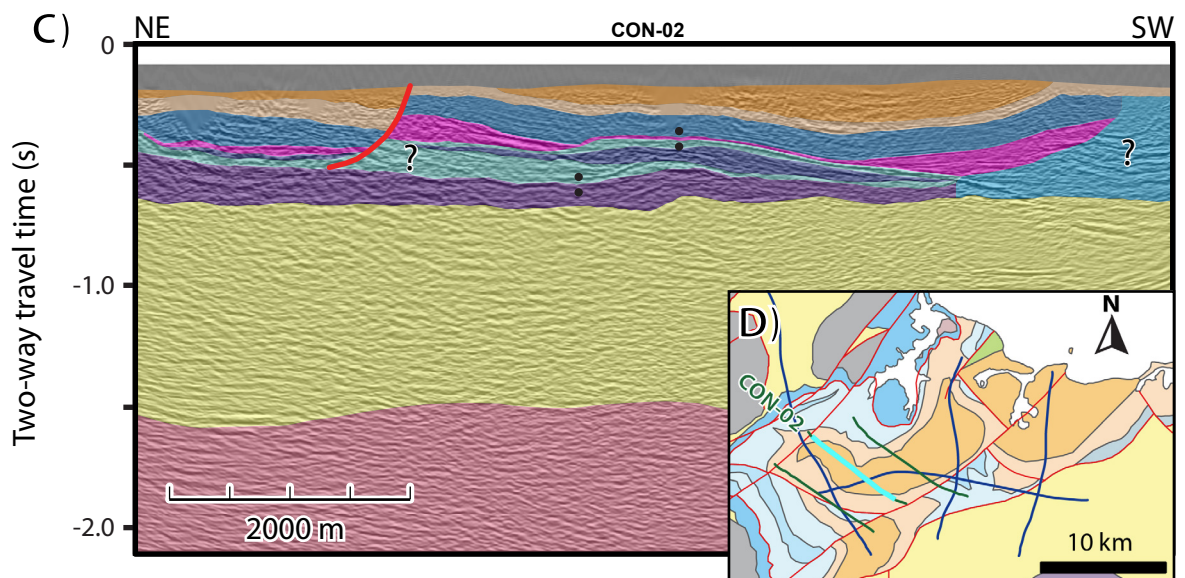 C) NE CON-02 SW
0
?
?
-1.0
Two-way travel time (s)
D)
N
CON-02
2000 m
-2.0
10 km